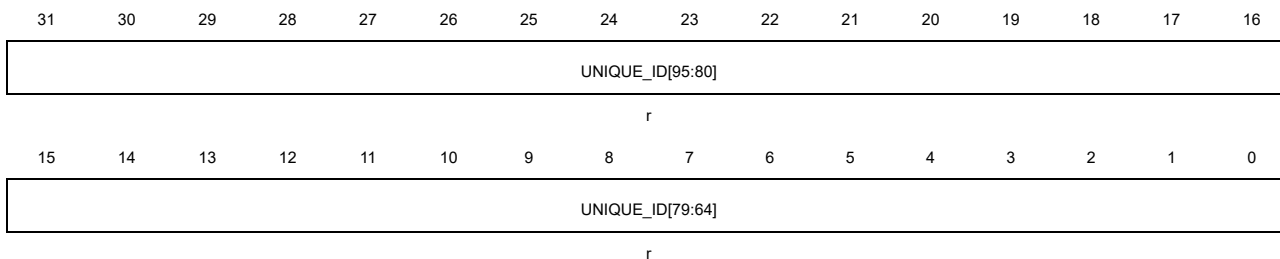 31 30 29 28 27 26 25 24 23 22 21 20 19 18 17 16
UNIQUE_ID[95:80]
r
15 14 13 12 11 10 9 8 7 6 5 4 3 2 1 0
UNIQUE_ID[79:64]
r